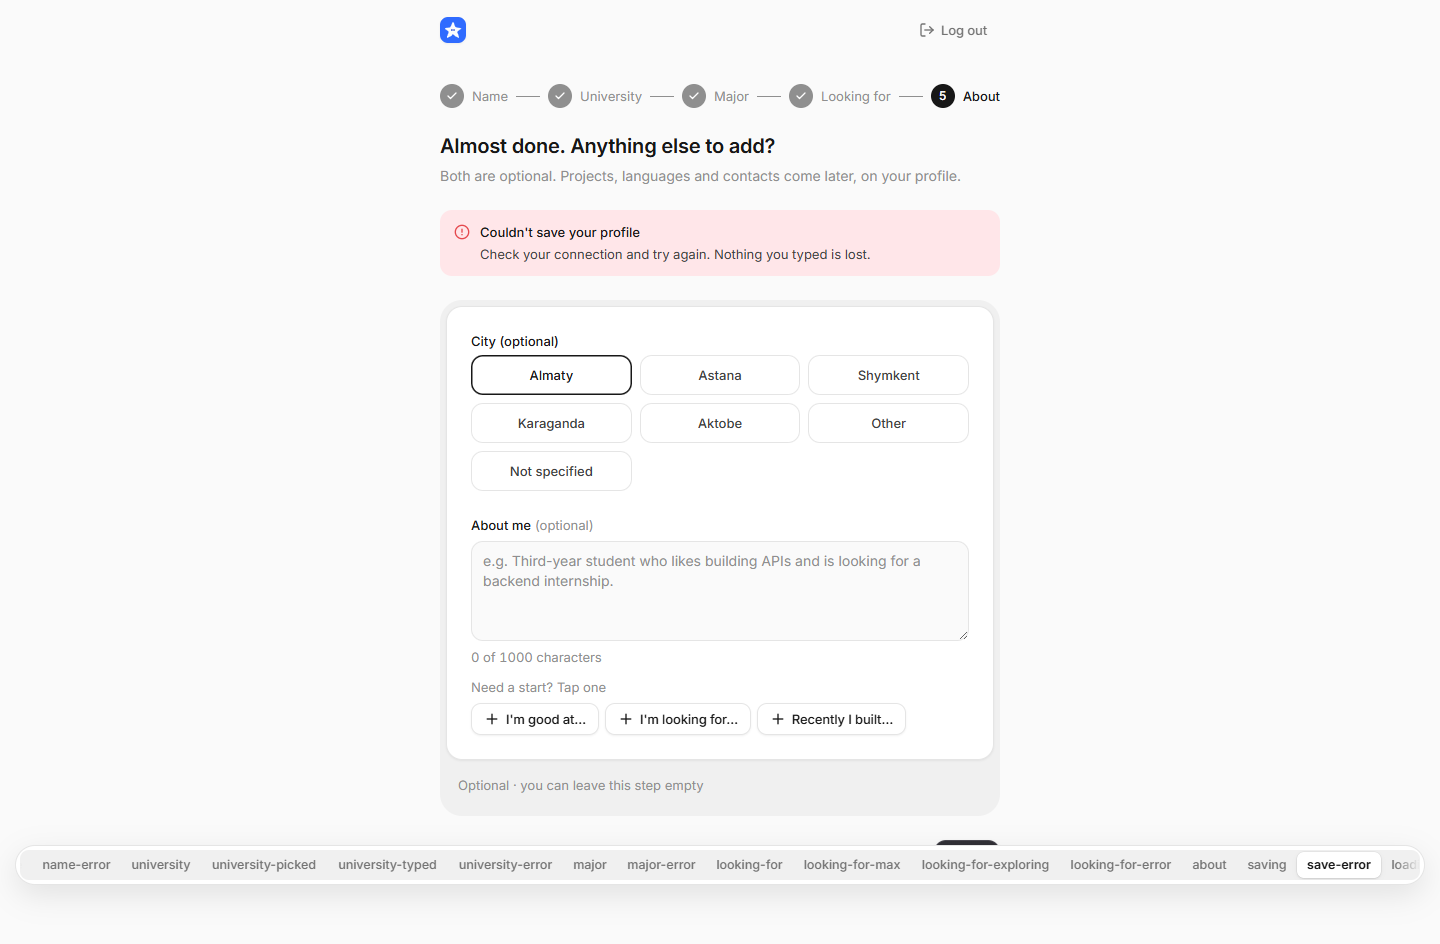 Log out
Name University Major Looking for 5 About
Almost done. Anything else to add?
Both are optional. Projects, languages and contacts come later, on your profile.
Couldn't save your profile
Check your connection and try again. Nothing you typed is lost.
City (optional)
Almaty Astana Shymkent
Karaganda Aktobe Other
Not specified
About me (optional)
e.g. Third-year student who likes building APIs and is looking for a
backend internship.
0 of 1000 characters
Need a start? Tap one
I'm good at... I'm looking for... Recently I built...
Optional · you can leave this step empty
name-error university university-picked university-typed university-error major major-error looking-for looking-for-max looking-for-exploring looking-for-error about saving save-error